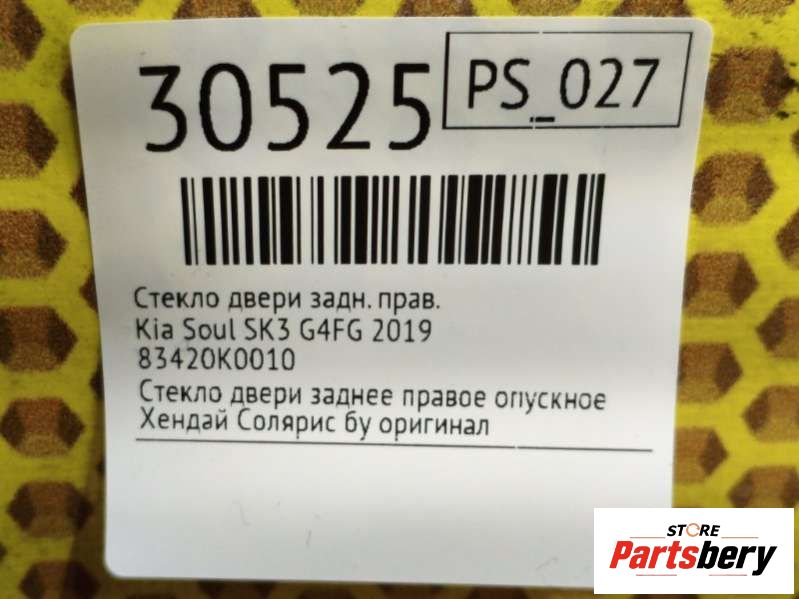 30525
PS_027
Стекло двери задн. прав.
Kia Soul SK3 G4FG 2019
83420K0010
Стекло двери заднее правое опускное
Хендай Солярис бу оригинал
STORE
Partsbery